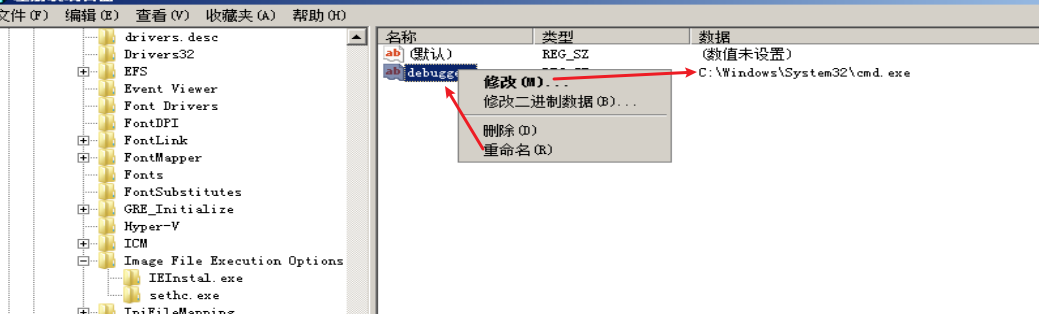 文件(F) 编辑(E) 查看(V) 收藏夹(A) 帮助(H)
drivers.desc
Drivers32
EFS
Event Viewer
Font Drivers
FontDPI
FontLink
FontMapper
Fonts
FontSubstitutes
GRE_Initialize
Hyper-V
ICM
Image File Execution Options
IEInstal.exe
sethc.exe
IniFileMapping
名称 类型 数据
ab (默认) REG_SZ (数值未设置)
ab debugge C:\Windows\System32\cmd.exe
修改(M)...
修改二进制数据(B)...
删除(D)
重命名(R)